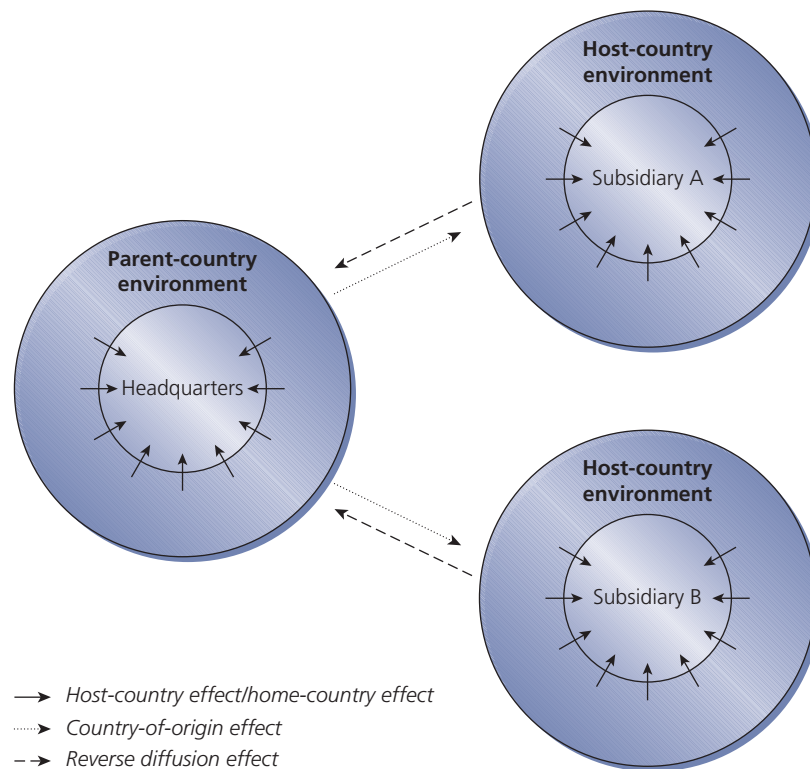 Host-country
environment
Subsidiary A
Parent-country
environment
Headquarters
Host-country
environment
Subsidiary B
Host-country effect/home-country effect
Country-of-origin effect
Reverse diffusion effect